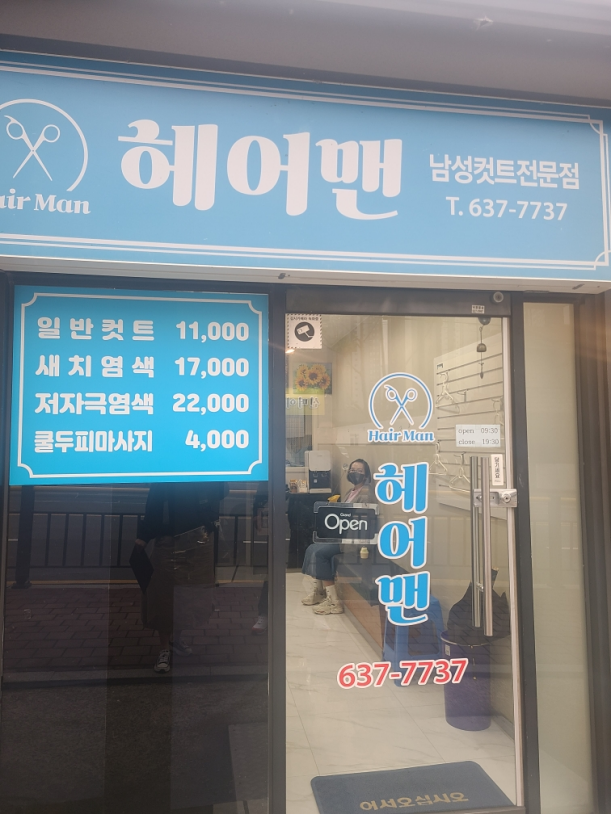 Hair Man
헤어맨
남성컷트전문점
T. 637-7737
일반컷트 11,000
새치염색 17,000
저자극염색 22,000
쿨두피마사지 4,000
Hair Man
open 09:30
close 19:30
Open
헤어맨
637-7737
어서오십시오